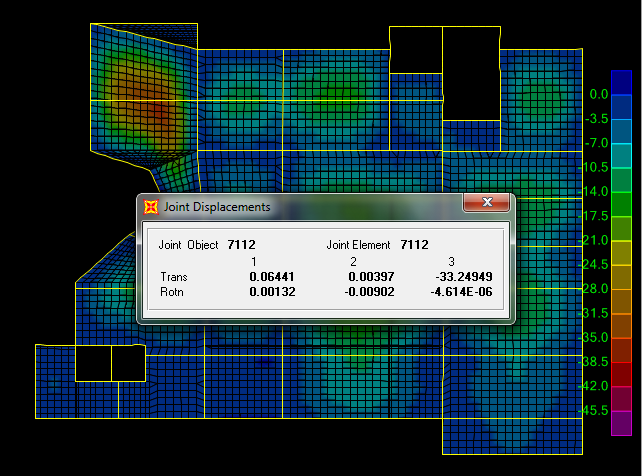 0.0
-3.5
-7.0
-10.5
-14.0
-17.5
-21.0
-24.5
-28.0
-31.5
-35.0
-38.5
-42.0
-45.5
Joint Displacements
Joint Object 7112 Joint Element 7112
1 2 3
Trans 0.06441 0.00397 -33.24949
Rotn 0.00132 -0.00902 -4.614E-06